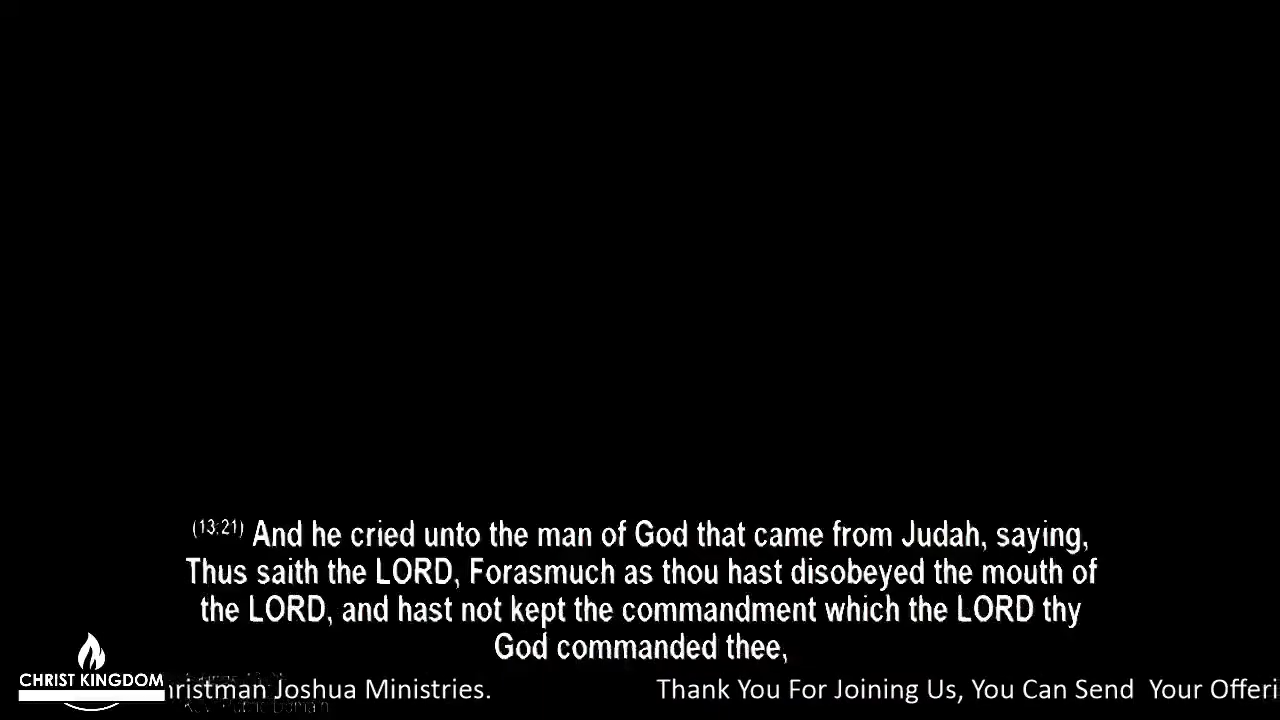 (13:21) And he cried unto the man of God that came from Judah, saying,
Thus saith the LORD, Forasmuch as thou hast disobeyed the mouth of
the LORD, and hast not kept the commandment which the LORD thy
God commanded thee,
CHRIST KINGDOM
hristman Joshua Ministries. Thank You For Joining Us, You Can Send Your Offeri